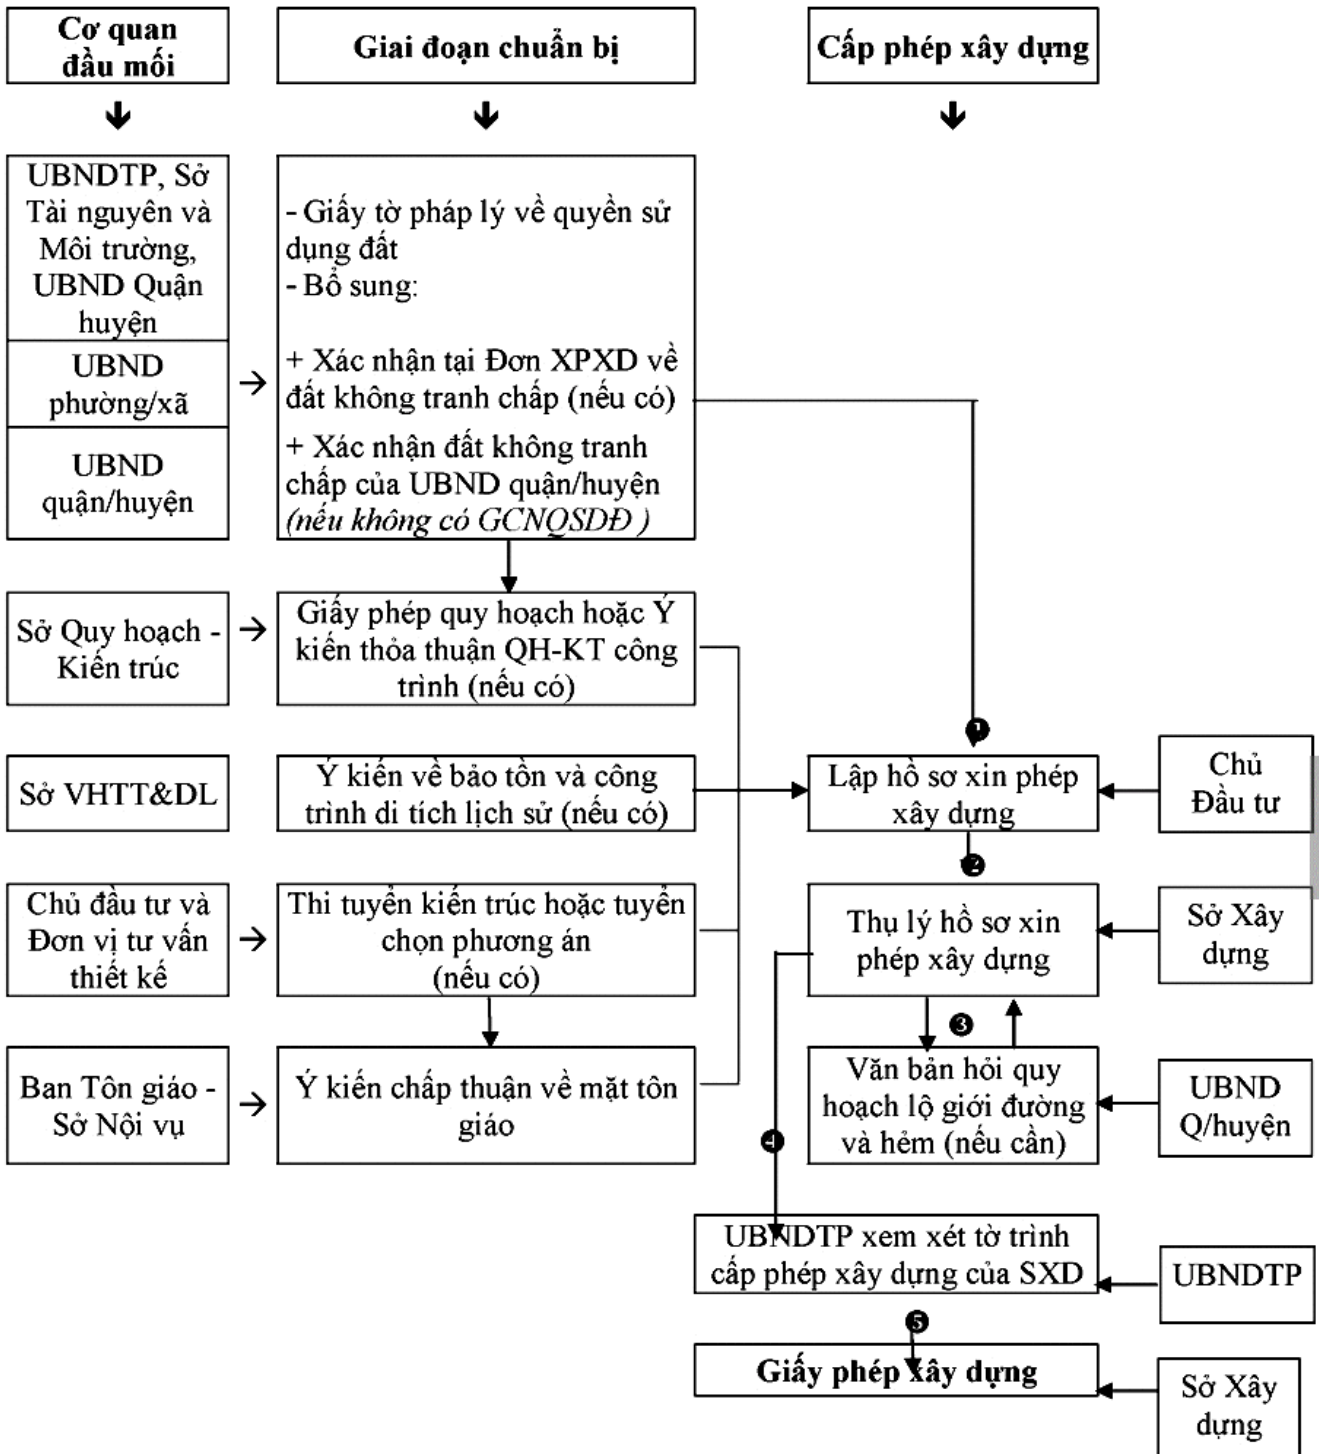 Cơ quan
đầu mối
Giai đoạn chuẩn bị
Cấp phép xây dựng
UBNDTP, Sở
Tài nguyên và
Môi trường,
UBND Quận
huyện
UBND
phường/xã
UBND
quận/huyện
- Giấy tờ pháp lý về quyền sử
dụng đất
- Bổ sung:
+ Xác nhận tại Đơn XPXD về
đất không tranh chấp (nếu có)
+ Xác nhận đất không tranh
chấp của UBND quận/huyện
(nếu không có GCNQSDĐ )
Sở Quy hoạch -
Kiến trúc
Giấy phép quy hoạch hoặc Ý
kiến thỏa thuận QH-KT công
trình (nếu có)
Sở VHTT&DL
Ý kiến về bảo tồn và công
trình di tích lịch sử (nếu có)
❶
Lập hồ sơ xin phép
xây dựng
Chủ
Đầu tư
❷
Chủ đầu tư và
Đơn vị tư vấn
thiết kế
Thi tuyển kiến trúc hoặc tuyển
chọn phương án
(nếu có)
Thụ lý hồ sơ xin
phép xây dựng
Sở Xây
dựng
❸
Ban Tôn giáo -
Sở Nội vụ
Ý kiến chấp thuận về mặt tôn
giáo
Văn bản hỏi quy
hoạch lộ giới đường
và hẻm (nếu cần)
UBND
Q/huyện
❹
UBNDTP xem xét tờ trình
cấp phép xây dựng của SXD
UBNDTP
❺
Giấy phép xây dựng
Sở Xây
dựng